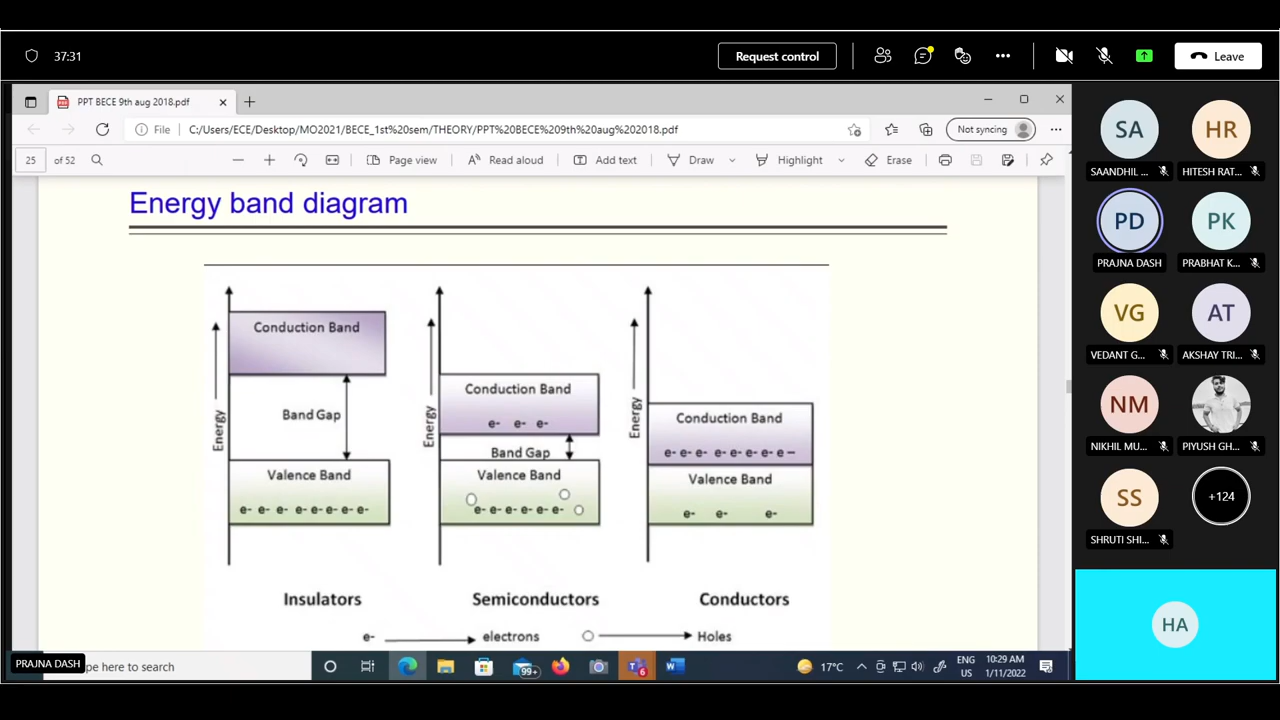 37:31
Request control
Leave
PPT BECE 9th aug 2018.pdf
File C:/Users/ECE/Desktop/MO2021/BECE_1st%20sem/THEORY/PPT%20BECE%209th%20aug%202018.pdf
Not syncing
25 of 52
Page view
Read aloud
Add text
Draw
Highlight
Erase
Energy band diagram
Conduction Band
Band Gap
Valence Band
e- e- e- e- e- e- e-
Energy
Insulators
Conduction Band
e- e- e-
Band Gap
Valence Band
e- e- e- e- e- e-
Energy
Semiconductors
Conduction Band
e- e- e- e- e- e- e –
Valence Band
e- e- e-
Energy
Conductors
e- electrons
Holes
SA
SAANDHIL ...
HR
HITESH RAT...
PD
PRAJNA DASH
PK
PRABHAT K...
VG
VEDANT G...
AT
AKSHAY TRI...
NM
NIKHIL MU...
PIYUSH GH...
SS
SHRUTI SHI...
+124
HA
PRAJNA DASH
pe here to search
99+
6
17°C
ENG
US
10:29 AM
1/11/2022